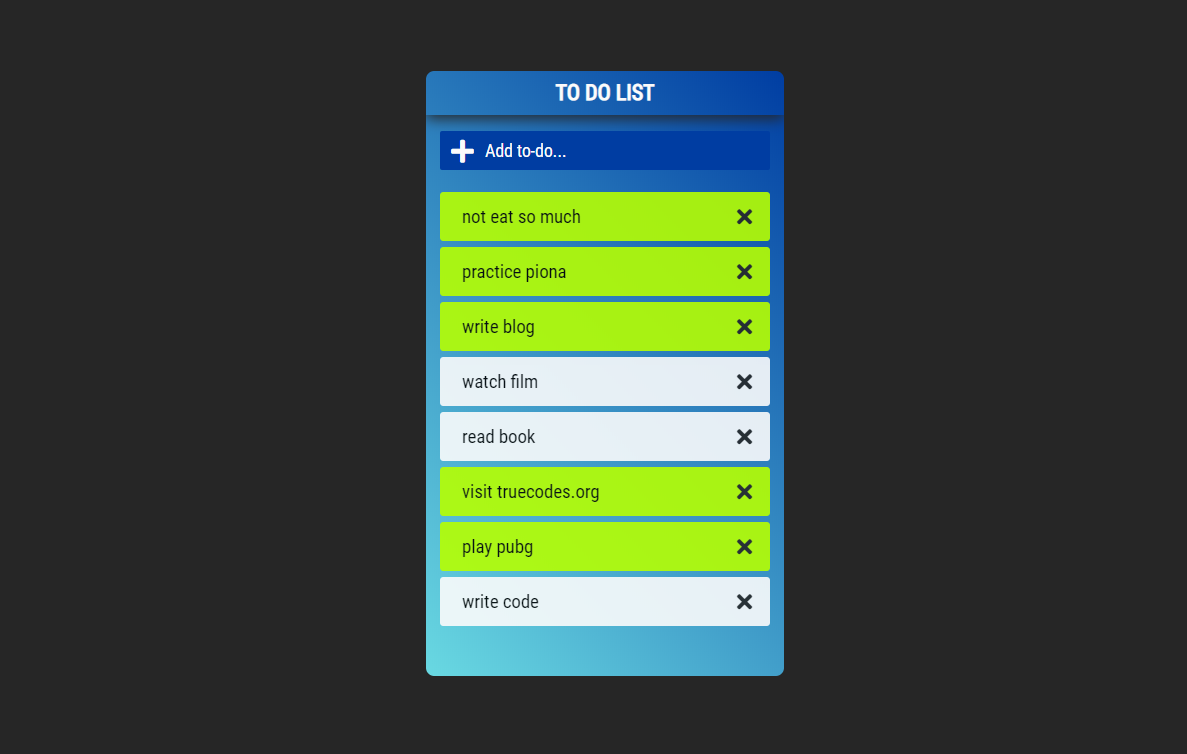 TO DO LIST
Add to-do...
not eat so much
practice piona
write blog
watch film
read book
visit truecodes.org
play pubg
write code